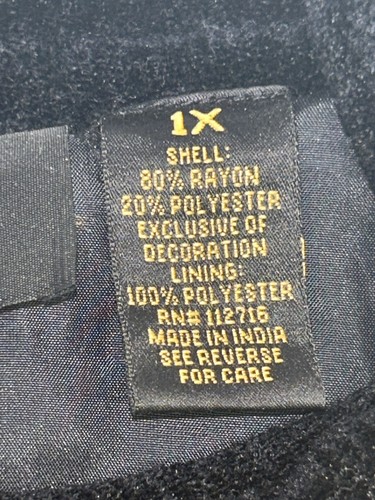 1X
SHELL:
80% RAYON
20% POLYESTER
EXCLUSIVE OF
DECORATION
LINING:
100% POLYESTER
RN# 112716
MADE IN INDIA
SEE REVERSE
FOR CARE